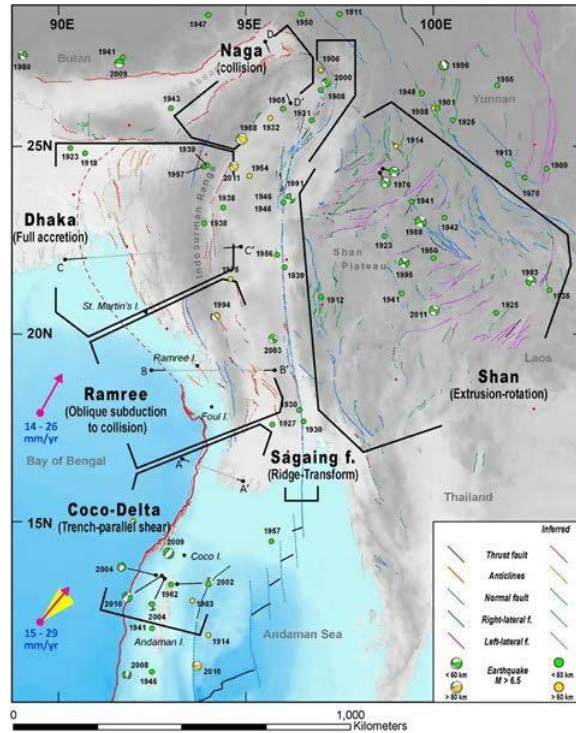 90E 95E 100E
1947
1950
1911
Butan
1980
1941
2009
Naga
(collision)
D
Assam
1906
2000
1908
1996
1955
Yunnan
1943
1905
D'
1931
1932
1988
1948
1908
1901
1925
25N
1923
1918
1939
1957
2011
1954
1914
1913
1909
1970
1976
Indoburman Range
1938
1938
1991
1946
1946
1941
1988
1942
Dhaka
(Full accretion)
C
C'
1956
1939
1975
1923
Shan
Plateau
1950
1995
1941
1983
1935
St. Martin's I.
1994
1912
2011
1925
20N
2003
Laos
Ramree I.
B
B'
Ramree
(Oblique subduction
to collision)
Shan
(Extrusion-rotation)
14 - 26
mm/yr
Foul I.
1930
1927
1930
Bay of Bengal
Sagaing f.
(Ridge-Transform)
A
A'
Thailand
Coco-Delta
(Trench-parallel shear)
15N
2009
Coco I.
1957
2004
2002
2010
1962
1983
2004
15 - 29
mm/yr
1941
Andaman I.
1914
Andaman Sea
2008
1945
2010
Inferred
Thrust fault
Anticlines
Normal fault
Right-lateral f.
Left-lateral f.
< 60 km Earthquake < 60 km
M > 6.5
> 60 km > 60 km
0 1,000
Kilometers